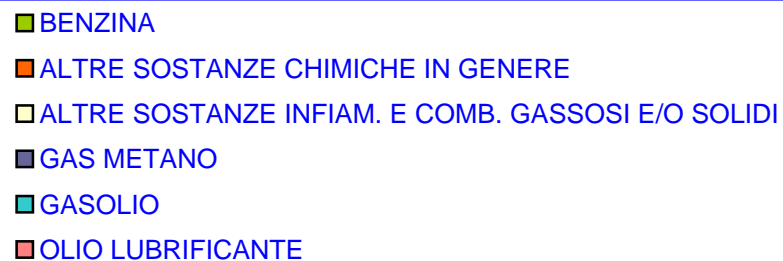 BENZINA
ALTRE SOSTANZE CHIMICHE IN GENERE
ALTRE SOSTANZE INFIAM. E COMB. GASSOSI E/O SOLIDI
GAS METANO
GASOLIO
OLIO LUBRIFICANTE